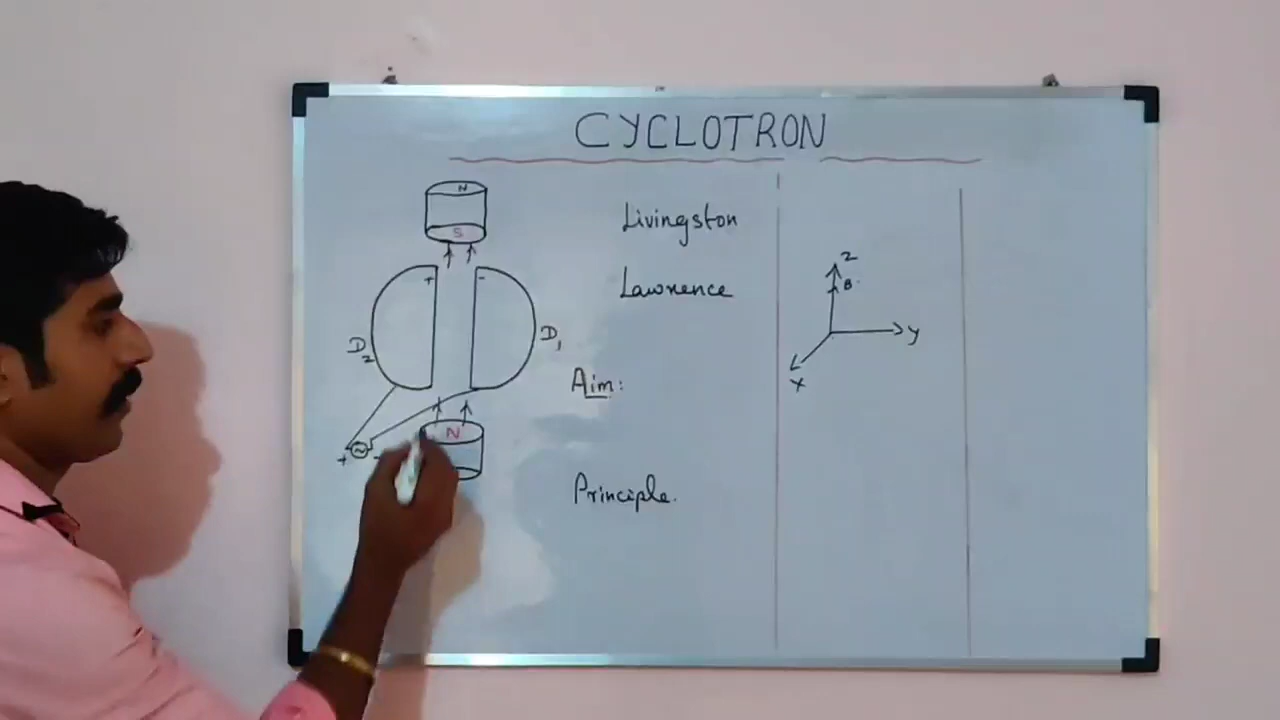 CYCLOTRON
N
S
+ -
D2
D1
+ ~ -
N
Livingston
Lawrence
Aim:
Principle.
Z
B
Y
X